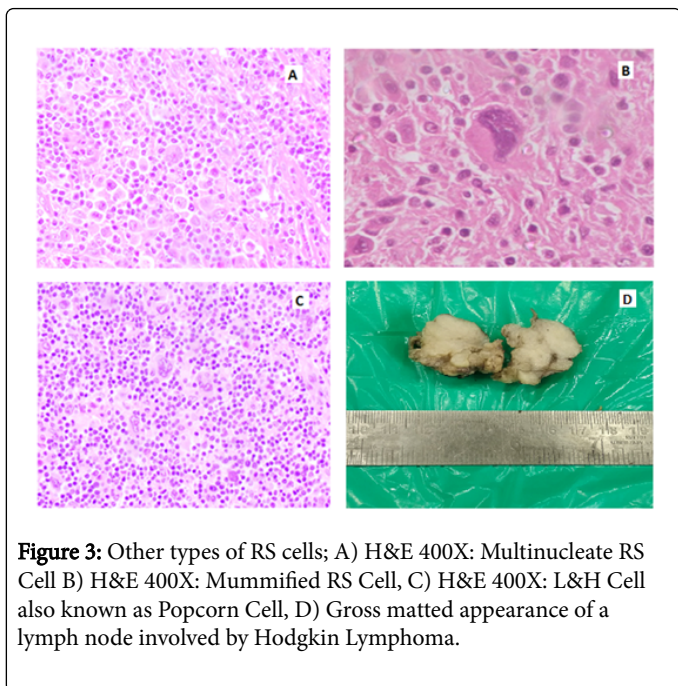 A
B
C
D
Figure 3: Other types of RS cells; A) H&E 400X: Multinucleate RS
Cell B) H&E 400X: Mummified RS Cell, C) H&E 400X: L&H Cell
also known as Popcorn Cell, D) Gross matted appearance of a
lymph node involved by Hodgkin Lymphoma.